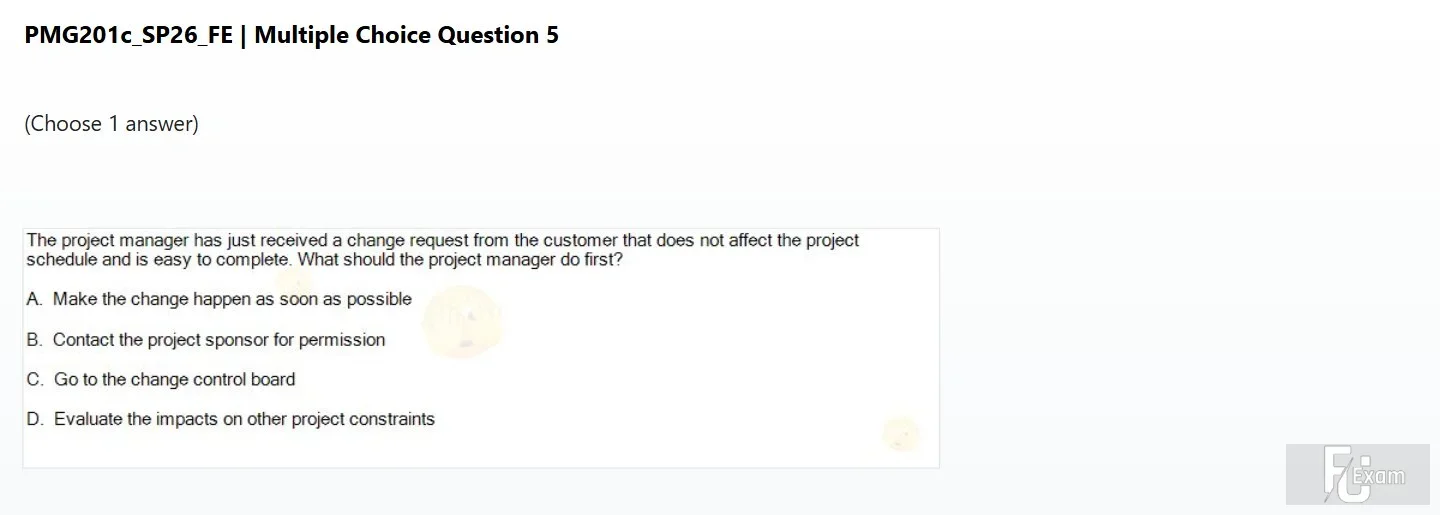 PMG201c_SP26_FE | Multiple Choice Question 5
(Choose 1 answer)
The project manager has just received a change request from the customer that does not affect the project
schedule and is easy to complete. What should the project manager do first?
A. Make the change happen as soon as possible
B. Contact the project sponsor for permission
C. Go to the change control board
D. Evaluate the impacts on other project constraints
FU Exam